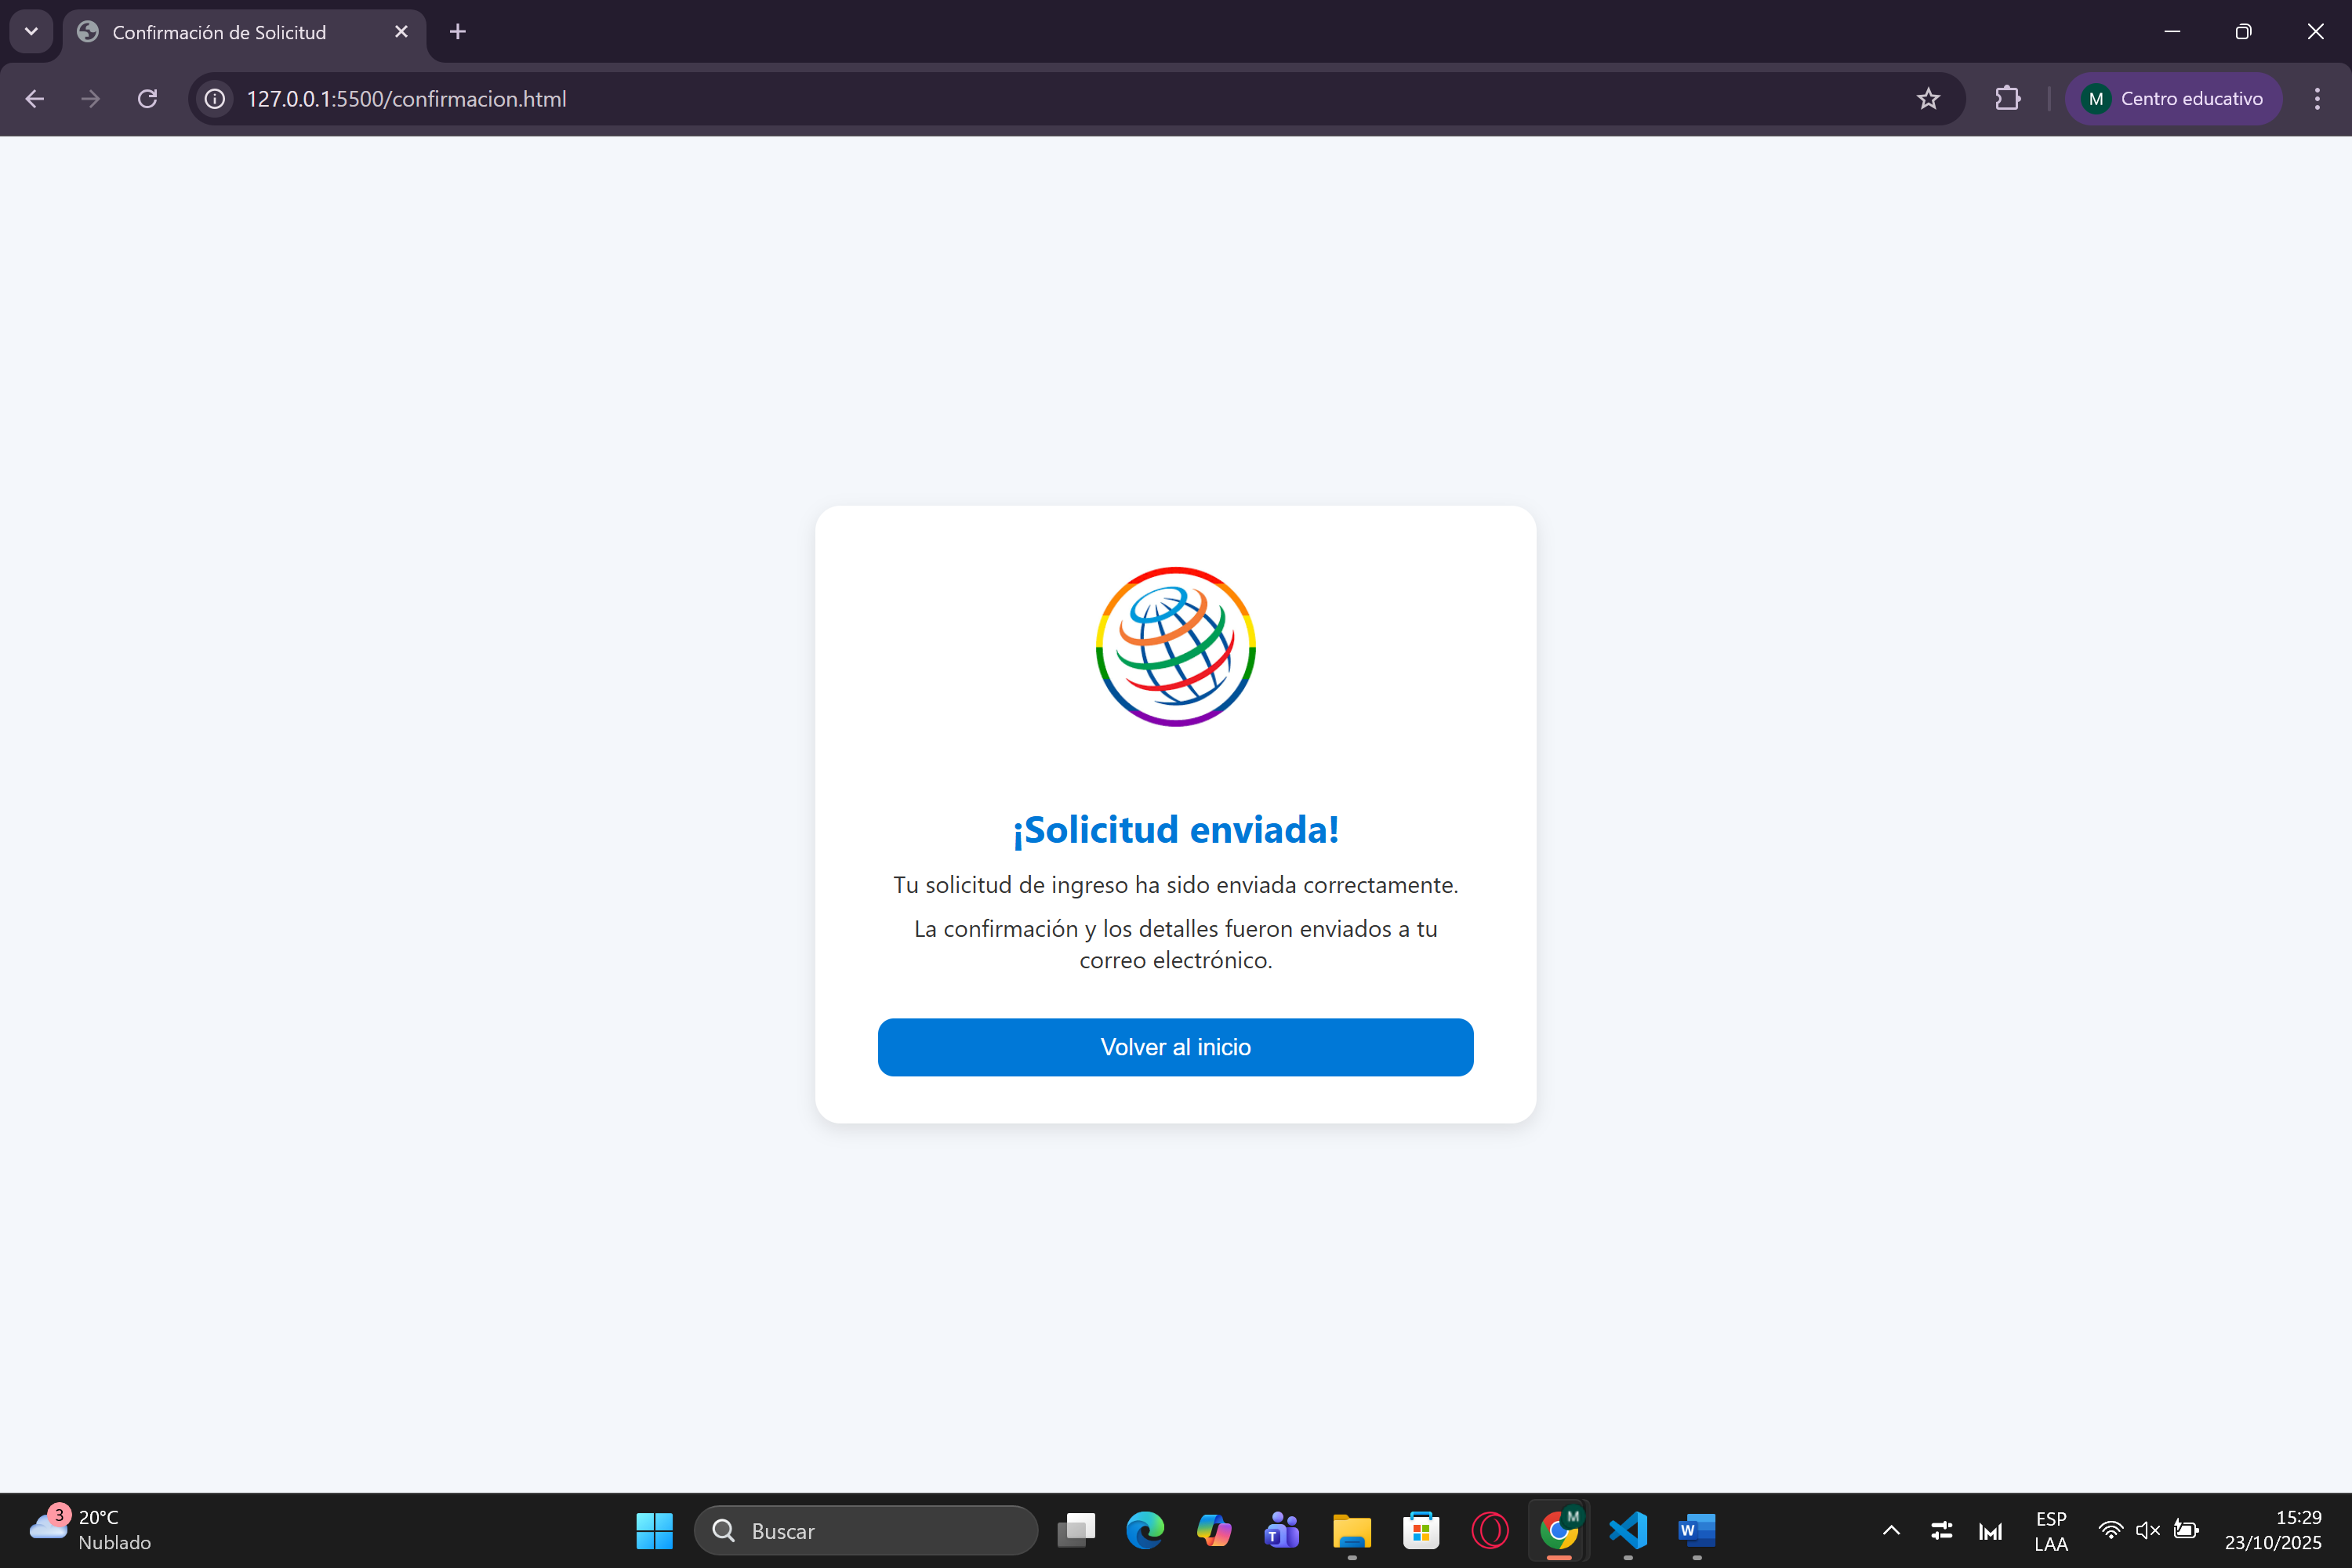 Confirmación de Solicitud
127.0.0.1:5500/confirmacion.html
M Centro educativo
¡Solicitud enviada!
Tu solicitud de ingreso ha sido enviada correctamente.
La confirmación y los detalles fueron enviados a tu
correo electrónico.
Volver al inicio
3
20°C
Nublado
Buscar
T
M
W
ESP
LAA
15:29
23/10/2025